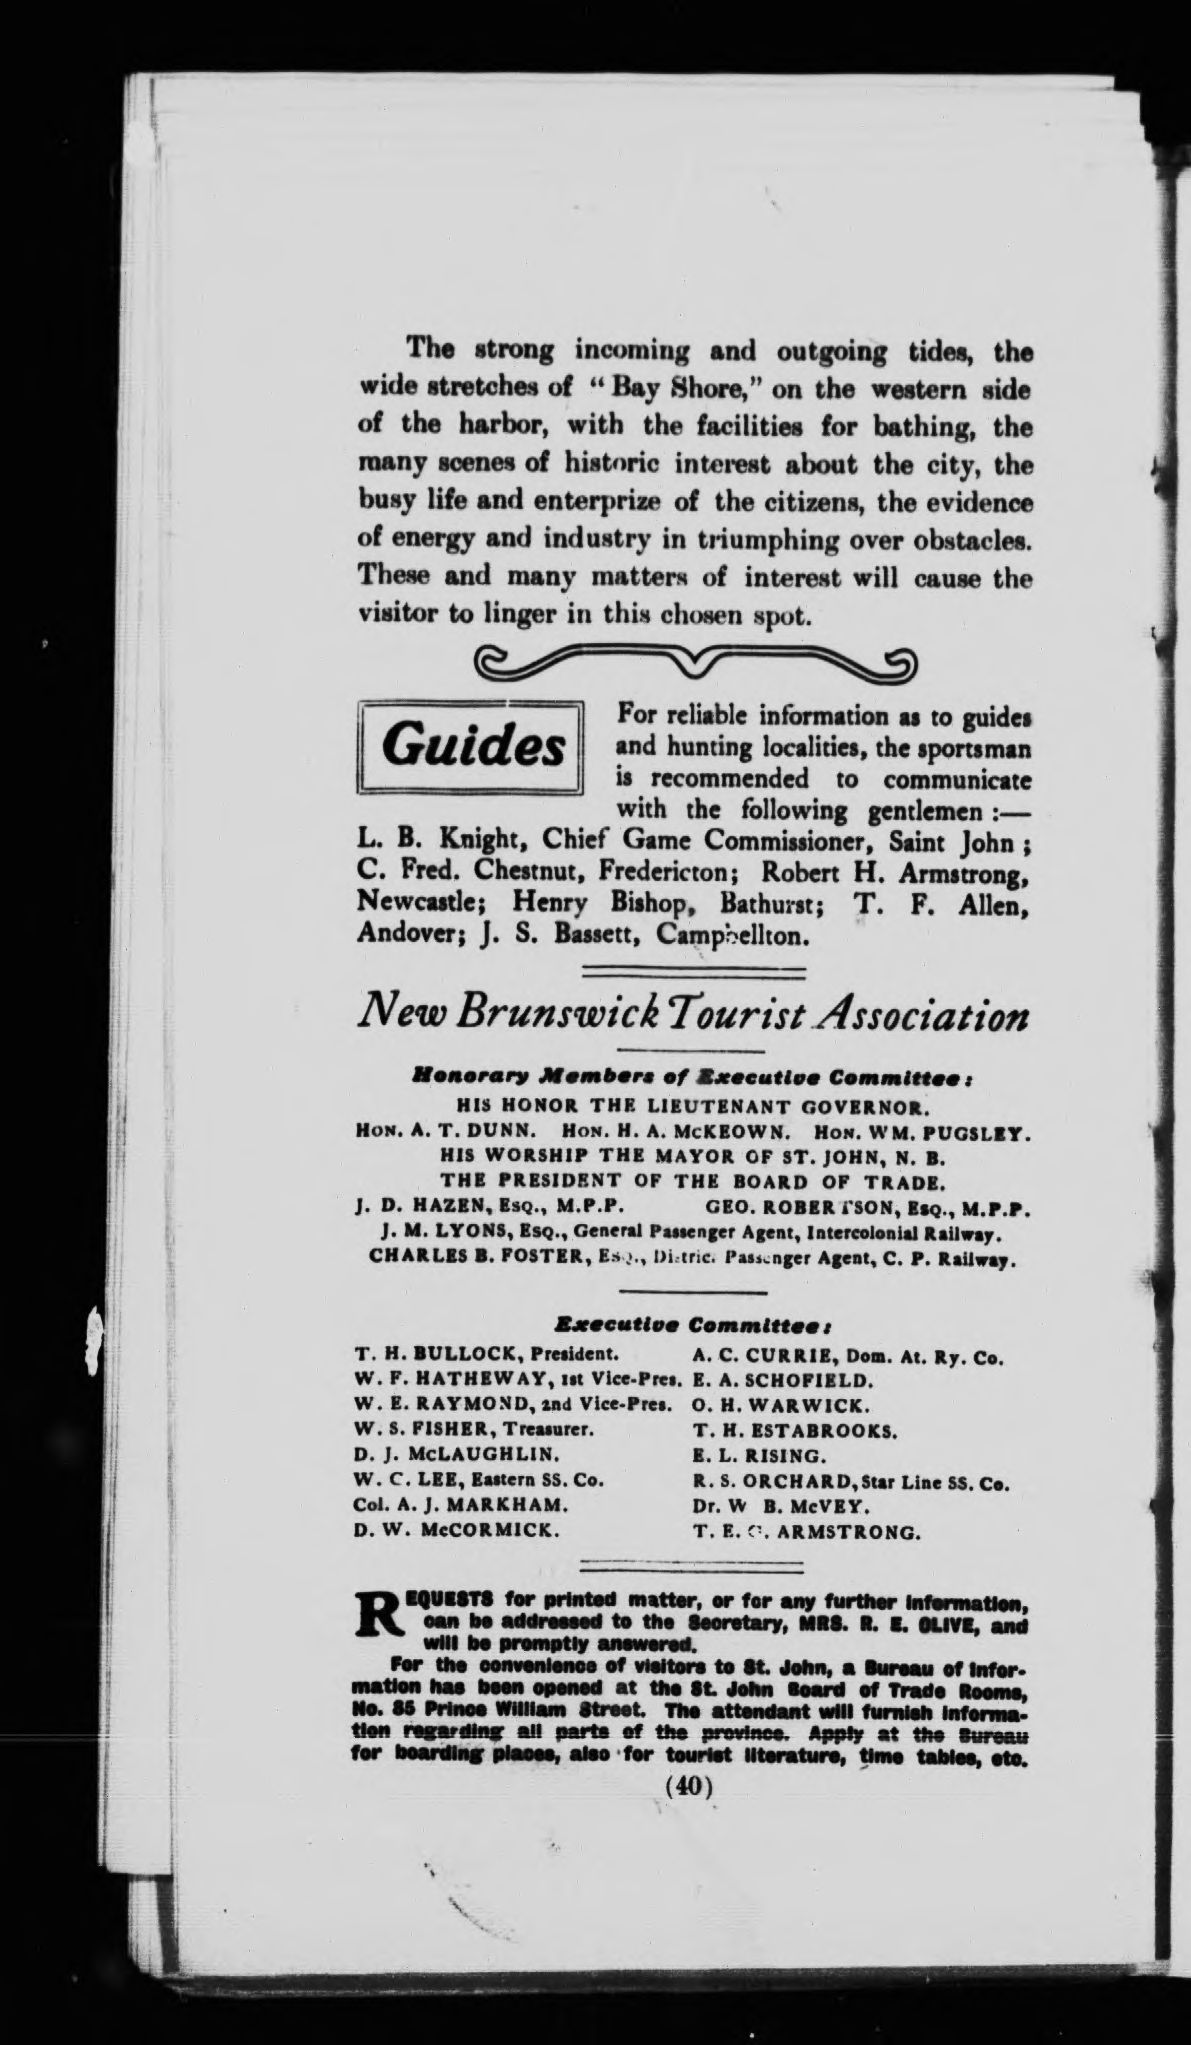 The strong incoming and outgoing tides, the
wide stretches of " Bay Shore," on the western side
of the harbor, with the facilities for bathing, the
many scenes of historic interest about the city, the
busy life and enterprize of the citizens, the evidence
of energy and industry in triumphing over obstacles.
These and many matters of interest will cause the
visitor to linger in this chosen spot.
Guides
For reliable information as to guides
and hunting localities, the sportsman
is recommended to communicate
with the following gentlemen :—
L. B. Knight, Chief Game Commissioner, Saint John ;
C. Fred. Chestnut, Fredericton; Robert H. Armstrong,
Newcastle; Henry Bishop, Bathurst; T. F. Allen,
Andover; J. S. Bassett, Campbellton.
New Brunswick Tourist Association
Honorary Members of Executive Committee:
HIS HONOR THE LIEUTENANT GOVERNOR.
HON. A. T. DUNN. HON. H. A. McKEOWN. HON. WM. PUGSLEY.
HIS WORSHIP THE MAYOR OF ST. JOHN, N. B.
THE PRESIDENT OF THE BOARD OF TRADE.
J. D. HAZEN, ESQ., M.P.P. GEO. ROBERTSON, ESQ., M.P.P.
J. M. LYONS, ESQ., General Passenger Agent, Intercolonial Railway.
CHARLES B. FOSTER, ESQ., District Passenger Agent, C. P. Railway.
Executive Committee:
T. H. BULLOCK, President. A. C. CURRIE, Dom. At. Ry. Co.
W. F. HATHEWAY, 1st Vice-Pres. E. A. SCHOFIELD.
W. E. RAYMOND, 2nd Vice-Pres. O. H. WARWICK.
W. S. FISHER, Treasurer. T. H. ESTABROOKS.
D. J. McLAUGHLIN. E. L. RISING.
W. C. LEE, Eastern SS. Co. R. S. ORCHARD, Star Line SS. Co.
Col. A. J. MARKHAM. Dr. W B. McVEY.
D. W. McCORMICK. T. E. G. ARMSTRONG.
REQUESTS for printed matter, or for any further information,
can be addressed to the Secretary, MRS. R. E. OLIVE, and
will be promptly answered.
For the convenience of visitors to St. John, a Bureau of Infor-
mation has been opened at the St. John Board of Trade Rooms,
No. 85 Prince William Street. The attendant will furnish informa-
tion regarding all parts of the province. Apply at the Bureau
for boarding places, also for tourist literature, time tables, etc.
(40)